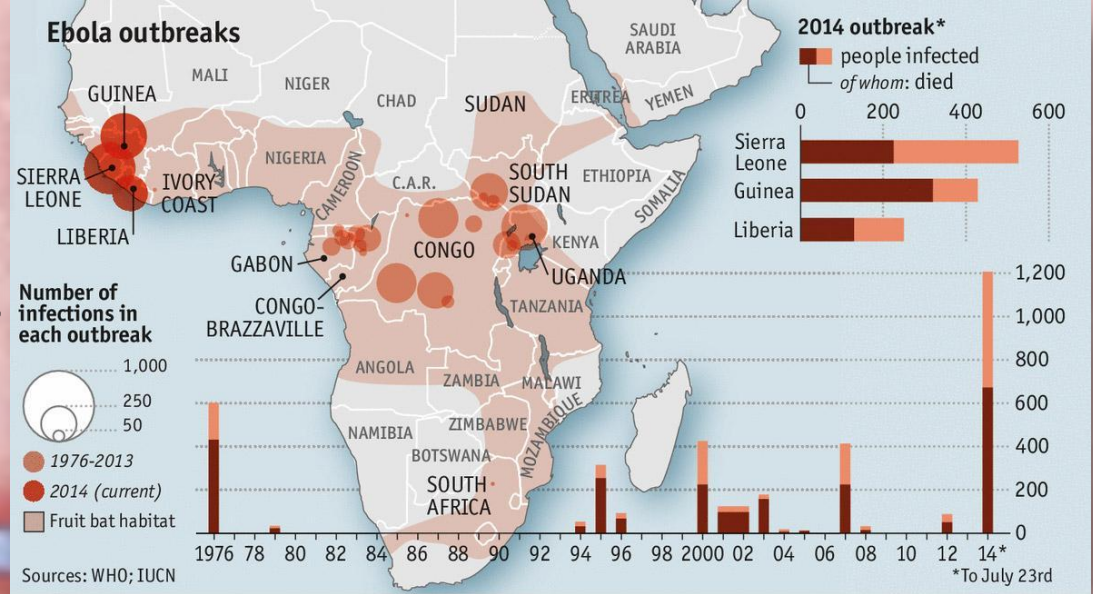 Ebola outbreaks
MALI
NIGER
CHAD
SUDAN
ERITREA
SAUDI
ARABIA
YEMEN
GUINEA
SIERRA
LEONE
LIBERIA
IVORY
COAST
NIGERIA
CAMEROON
C.A.R.
SOUTH
SUDAN
ETHIOPIA
SOMALIA
CONGO
KENYA
UGANDA
GABON
CONGO-
BRAZZAVILLE
TANZANIA
ANGOLA
ZAMBIA
MALAWI
MOZAMBIQUE
ZIMBABWE
NAMIBIA
BOTSWANA
SOUTH
AFRICA
2014 outbreak*
people infected
of whom: died
0 200 400 600
Sierra
Leone
Guinea
Liberia
Number of
infections in
each outbreak
1,000
250
50
1976-2013
2014 (current)
Fruit bat habitat
1,200
1,000
800
600
400
200
0
1976 78 80 82 84 86 88 90 92 94 96 98 2000 02 04 06 08 10 12 14*
Sources: WHO; IUCN
*To July 23rd